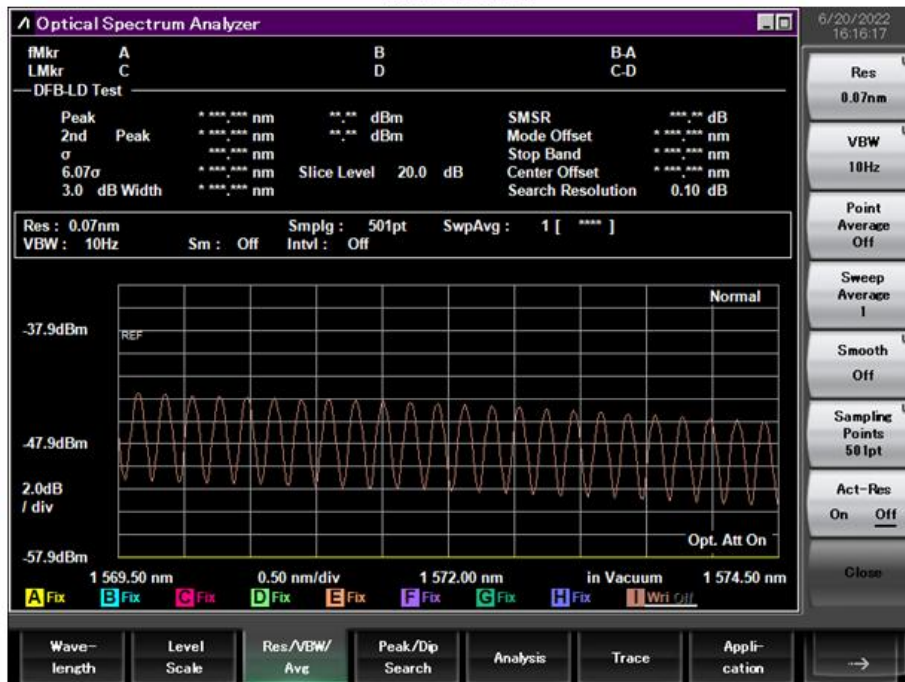 Optical Spectrum Analyzer
6/20/2022
16:16:17
fMkr A B B-A
LMkr C D C-D
DFB-LD Test
Peak * ***.*** nm **.** dBm SMSR ***.** dB
2nd Peak * ***.*** nm **.** dBm Mode Offset * ***.*** nm
σ ***.*** nm Stop Band * ***.*** nm
6.07σ * ***.*** nm Slice Level 20.0 dB Center Offset * ***.*** nm
3.0 dB Width * ***.*** nm Search Resolution 0.10 dB
Res : 0.07nm Smplg : 501pt SwpAvg : 1 [ **** ]
VBW : 10Hz Sm : Off Intvl : Off
Normal
-37.9dBm
REF
-47.9dBm
2.0dB
/ div
Opt. Att On
-57.9dBm
1 569.50 nm 0.50 nm/div 1 572.00 nm in Vacuum 1 574.50 nm
A Fix B Fix C Fix D Fix E Fix F Fix G Fix H Fix I Wri Off
Res
0.07nm
VBW
10Hz
Point
Average
Off
Sweep
Average
1
Smooth
Off
Sampling
Points
501pt
Act-Res
On Off
Close
Wave-
length
Level
Scale
Res/VBW/
Avg
Peak/Dip
Search
Analysis
Trace
Appli-
cation
→